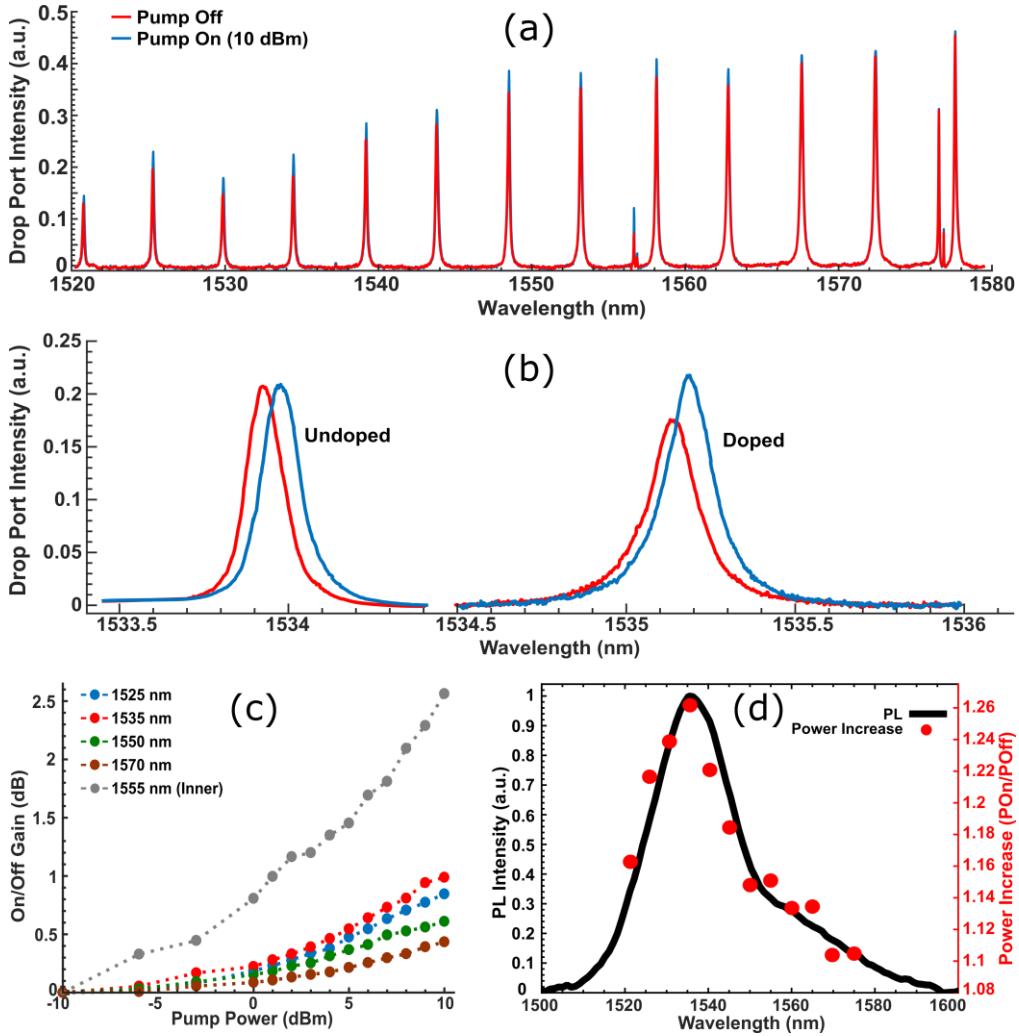 (a)
Pump Off
Pump On (10 dBm)
Drop Port Intensity (a.u.)
0.5
0.4
0.3
0.2
0.1
0
1520 1530 1540 1550 1560 1570 1580
Wavelength (nm)
(b)
Drop Port Intensity (a.u.)
0.25
0.2
0.15
0.1
0.05
0
Undoped
Doped
1533.5 1534 1534.5 1535 1535.5 1536
Wavelength (nm)
(c)
1525 nm
1535 nm
1550 nm
1570 nm
1555 nm (Inner)
On/Off Gain (dB)
2.5
2
1.5
1
0.5
0
-10 -5 0 5 10
Pump Power (dBm)
(d)
PL
Power Increase
PL Intensity (a.u.)
1
0.9
0.8
0.7
0.6
0.5
0.4
0.3
0.2
0.1
0
1500 1520 1540 1560 1580 1600
Wavelength (nm)
1.26
1.24
1.22
1.20
1.18
1.16
1.14
1.12
1.1
Power Increase (POn/POff)